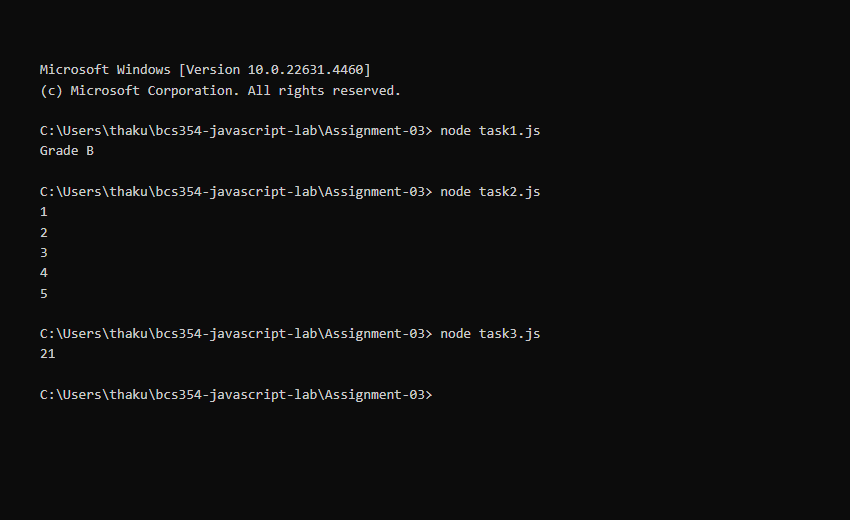 Microsoft Windows [Version 10.0.22631.4460]
(c) Microsoft Corporation. All rights reserved.
C:\Users\thaku\bcs354-javascript-lab\Assignment-03> node task1.js
Grade B
C:\Users\thaku\bcs354-javascript-lab\Assignment-03> node task2.js
1
2
3
4
5
C:\Users\thaku\bcs354-javascript-lab\Assignment-03> node task3.js
21
C:\Users\thaku\bcs354-javascript-lab\Assignment-03>